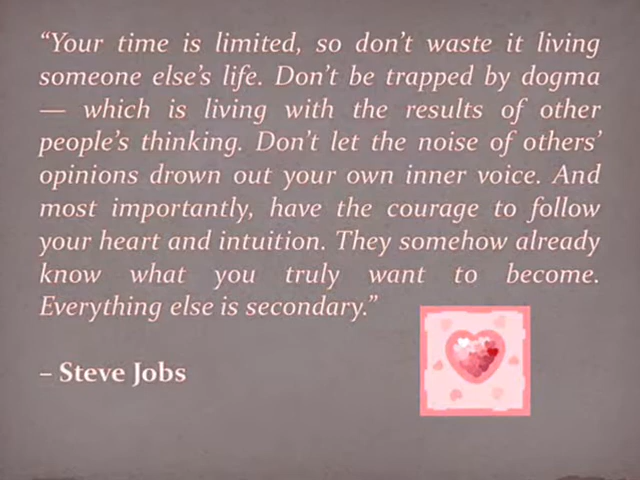 “Your time is limited, so don’t waste it living
someone else’s life. Don’t be trapped by dogma
— which is living with the results of other
people’s thinking. Don’t let the noise of others’
opinions drown out your own inner voice. And
most importantly, have the courage to follow
your heart and intuition. They somehow already
know what you truly want to become.
Everything else is secondary.”
– Steve Jobs